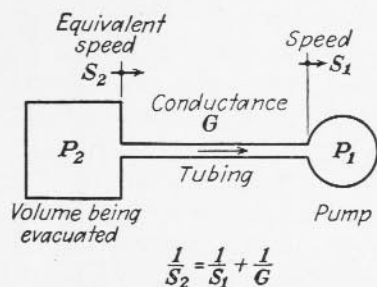 Equivalent
speed
S₂
Speed
S₁
Conductance
G
P₂
P₁
Tubing
Volume being
evacuated
Pump
1/S₂ = 1/S₁ + 1/G